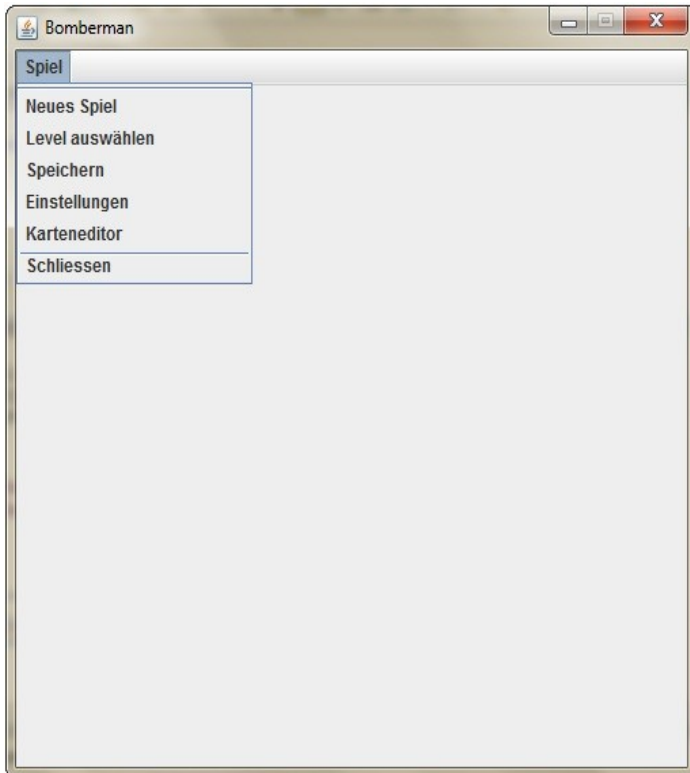 Bomberman
Spiel
Neues Spiel
Level auswählen
Speichern
Einstellungen
Karteneditor
Schliessen